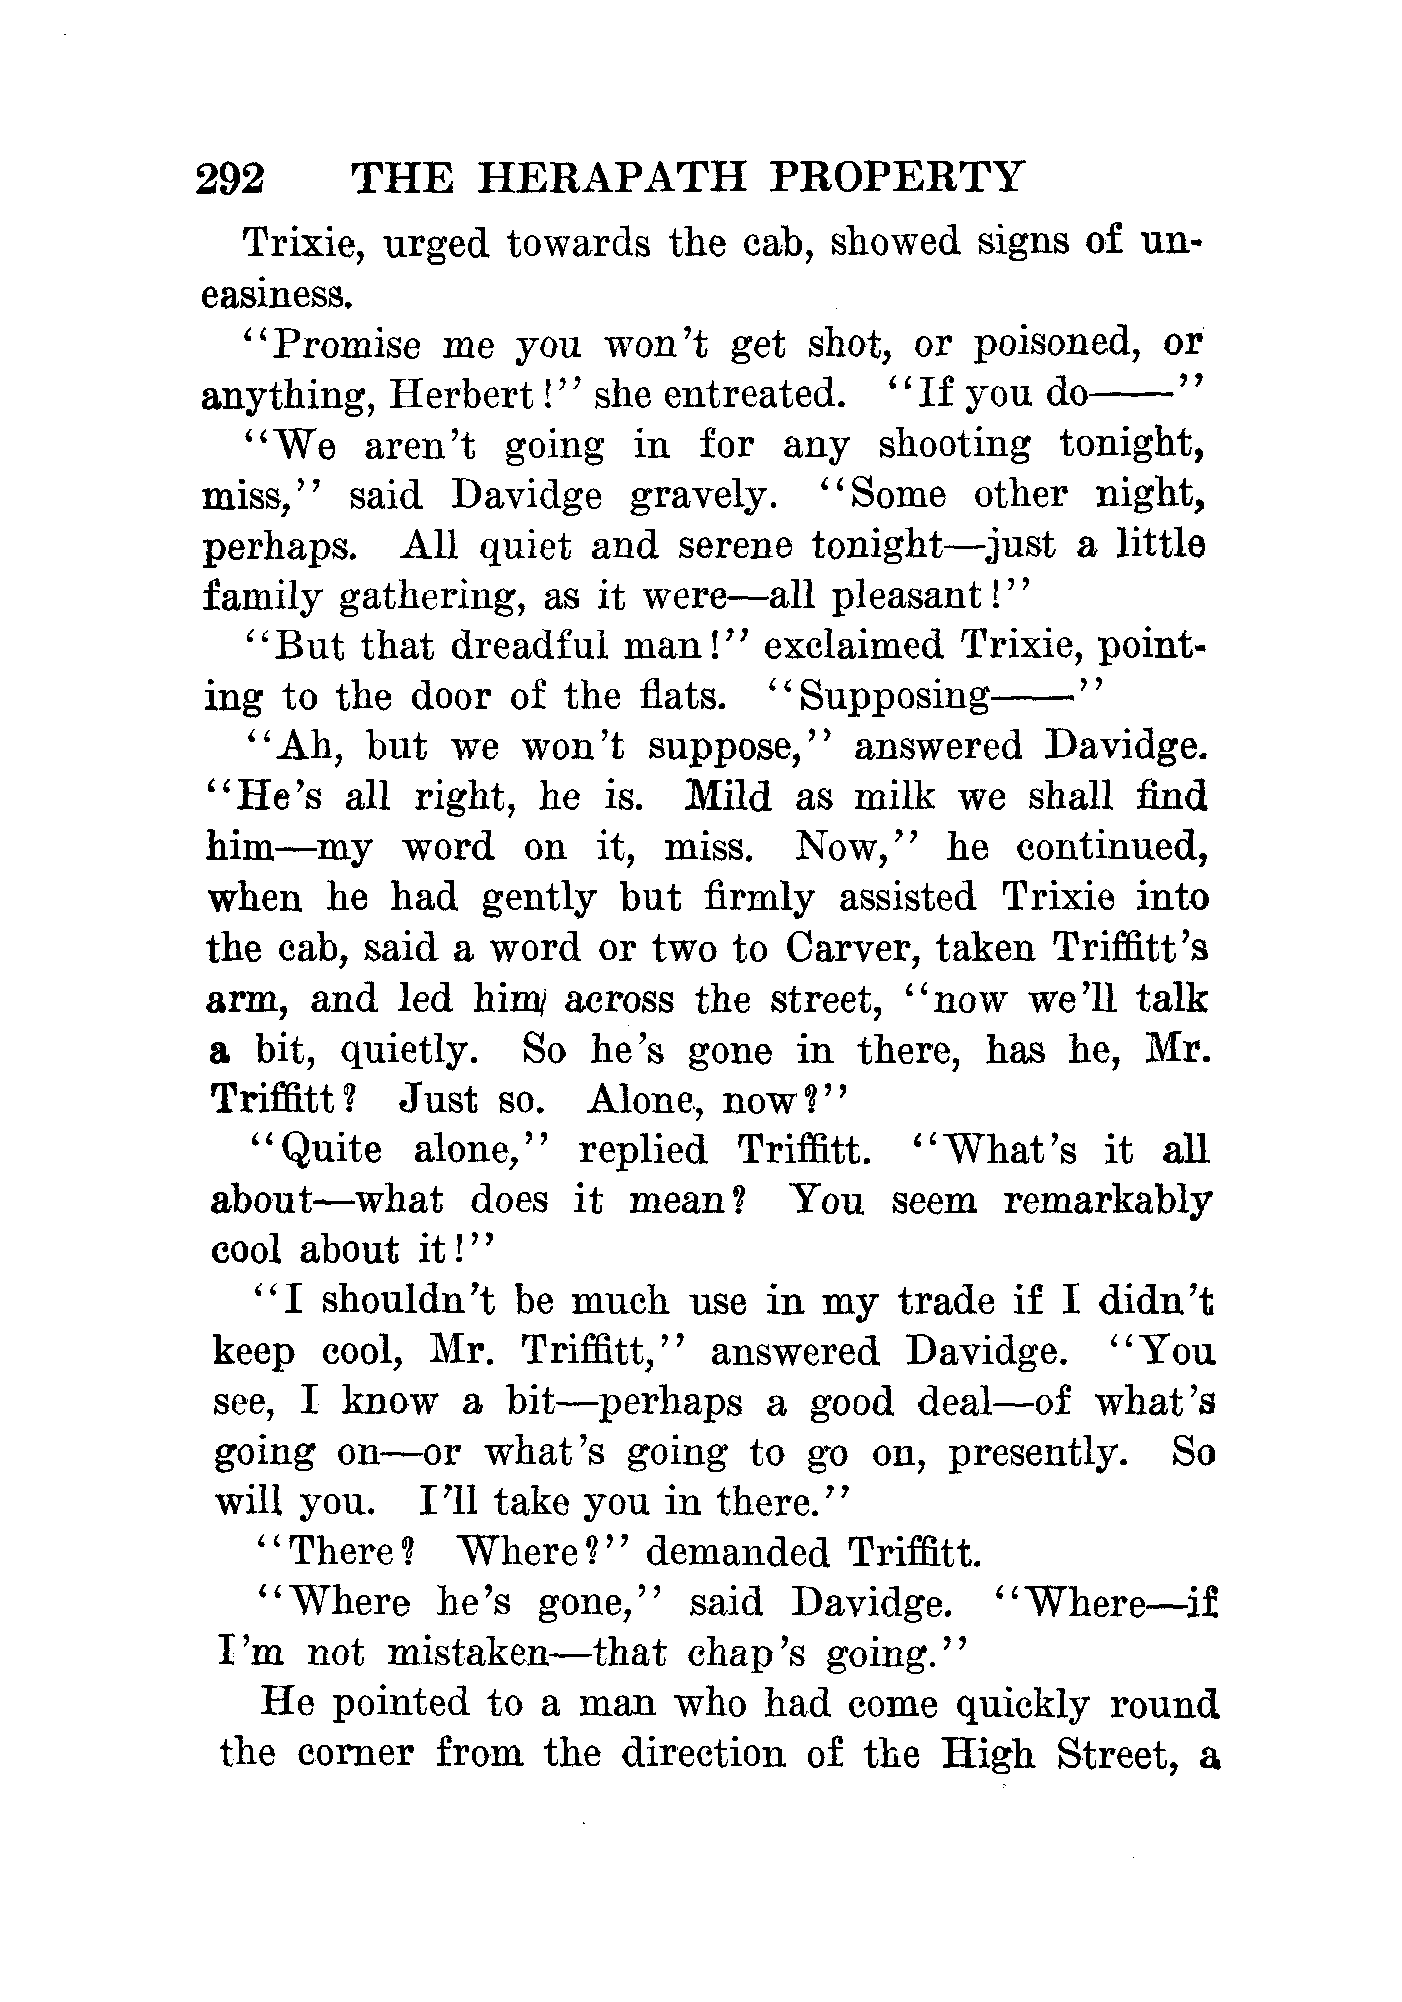 292 THE HERAPATH PROPERTY
Trixie, urged towards the cab, showed signs of un-
easiness.
"Promise me you won't get shot, or poisoned, or
anything, Herbert!" she entreated. "If you do——"
"We aren't going in for any shooting tonight,
miss," said Davidge gravely. "Some other night,
perhaps. All quiet and serene tonight—just a little
family gathering, as it were—all pleasant!"
"But that dreadful man!" exclaimed Trixie, point-
ing to the door of the flats. "Supposing——"
"Ah, but we won't suppose," answered Davidge.
"He's all right, he is. Mild as milk we shall find
him—my word on it, miss. Now," he continued,
when he had gently but firmly assisted Trixie into
the cab, said a word or two to Carver, taken Triffitt's
arm, and led him across the street, "now we'll talk
a bit, quietly. So he's gone in there, has he, Mr.
Triffitt? Just so. Alone, now?"
"Quite alone," replied Triffitt. "What's it all
about—what does it mean? You seem remarkably
cool about it!"
"I shouldn't be much use in my trade if I didn't
keep cool, Mr. Triffitt," answered Davidge. "You
see, I know a bit—perhaps a good deal—of what's
going on—or what's going to go on, presently. So
will you. I'll take you in there."
"There? Where?" demanded Triffitt.
"Where he's gone," said Davidge. "Where—if
I'm not mistaken—that chap's going."
He pointed to a man who had come quickly round
the corner from the direction of the High Street, a